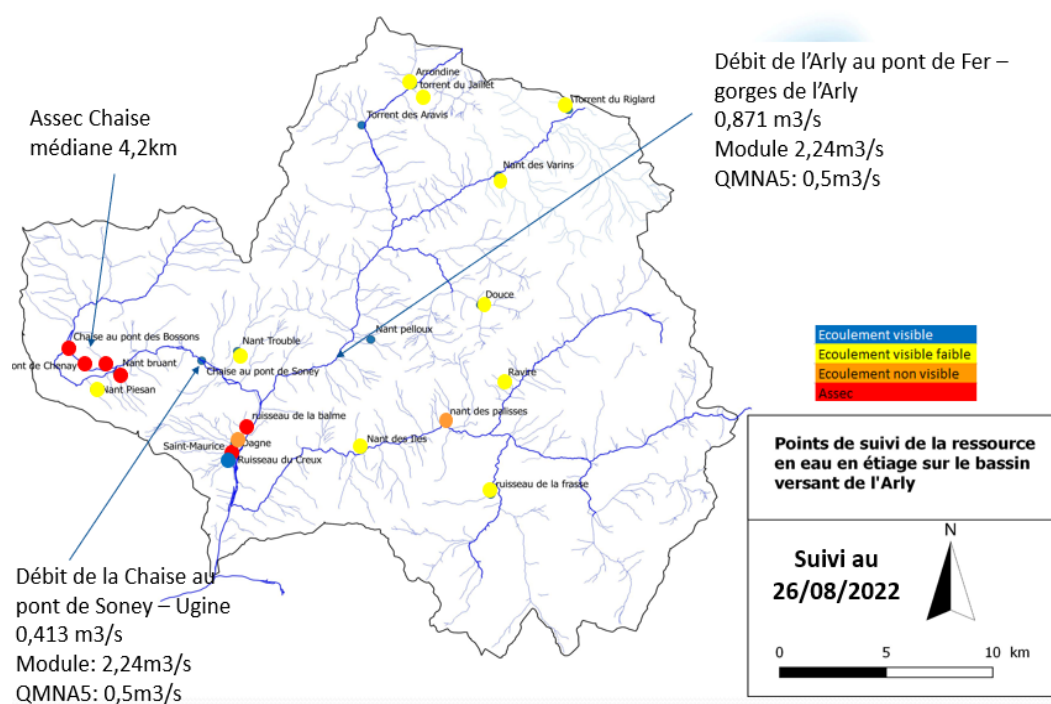 Débit de l’Arly au pont de Fer –
gorges de l’Arly
0,871 m3/s
Module 2,24m3/s
QMNA5: 0,5m3/s
Assec Chaise
médiane 4,2km
Arrondine
torrent du Jaillet
Torrent du Riglard
Torrent des Aravis
Nant des Varins
Douce
Nant pelloux
Chaise au pont des Bossons
Nant Trouble
ont de Chenay
Nant bruant
Chaise au pont de Soney
Nant Piesan
Ravire
ruisseau de la balme
nant des palisses
Saint-Maurice
Dagne
Nant des Iles
Ruisseau du Creux
ruisseau de la frasse
Ecoulement visible
Ecoulement visible faible
Ecoulement non visible
Assec
Points de suivi de la ressource
en eau en étiage sur le bassin
versant de l'Arly
Suivi au
26/08/2022
N
0 5 10 km
Débit de la Chaise au
pont de Soney – Ugine
0,413 m3/s
Module: 2,24m3/s
QMNA5: 0,5m3/s